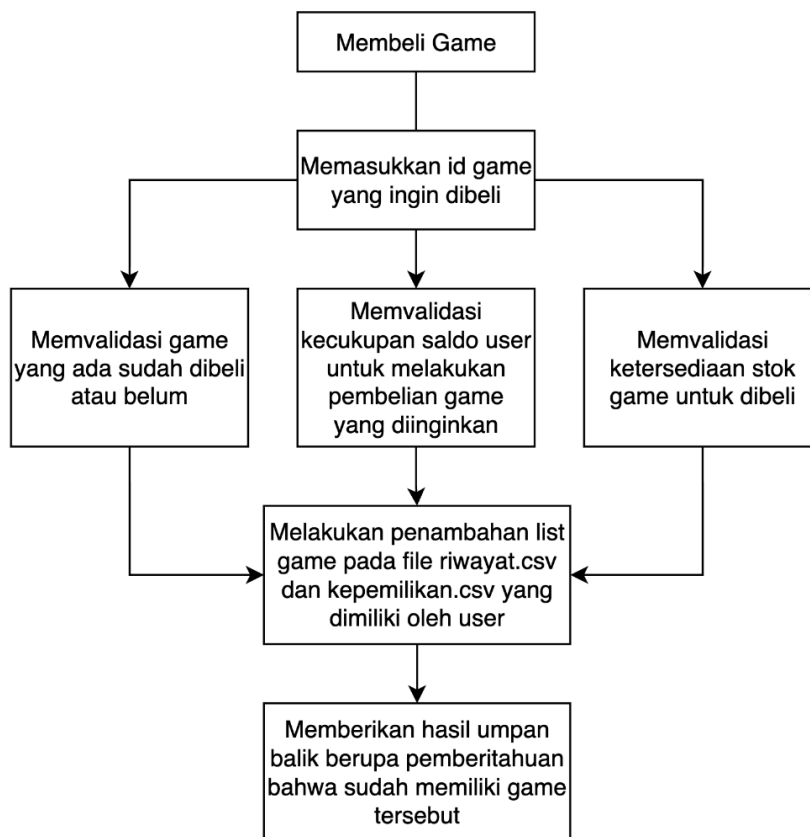 Membeli Game
Memasukkan id game
yang ingin dibeli
Memvalidasi game
yang ada sudah dibeli
atau belum
Memvalidasi
kecukupan saldo user
untuk melakukan
pembelian game
yang diinginkan
Memvalidasi
ketersediaan stok
game untuk dibeli
Melakukan penambahan list
game pada file riwayat.csv
dan kepemilikan.csv yang
dimiliki oleh user
Memberikan hasil umpan
balik berupa pemberitahuan
bahwa sudah memiliki game
tersebut